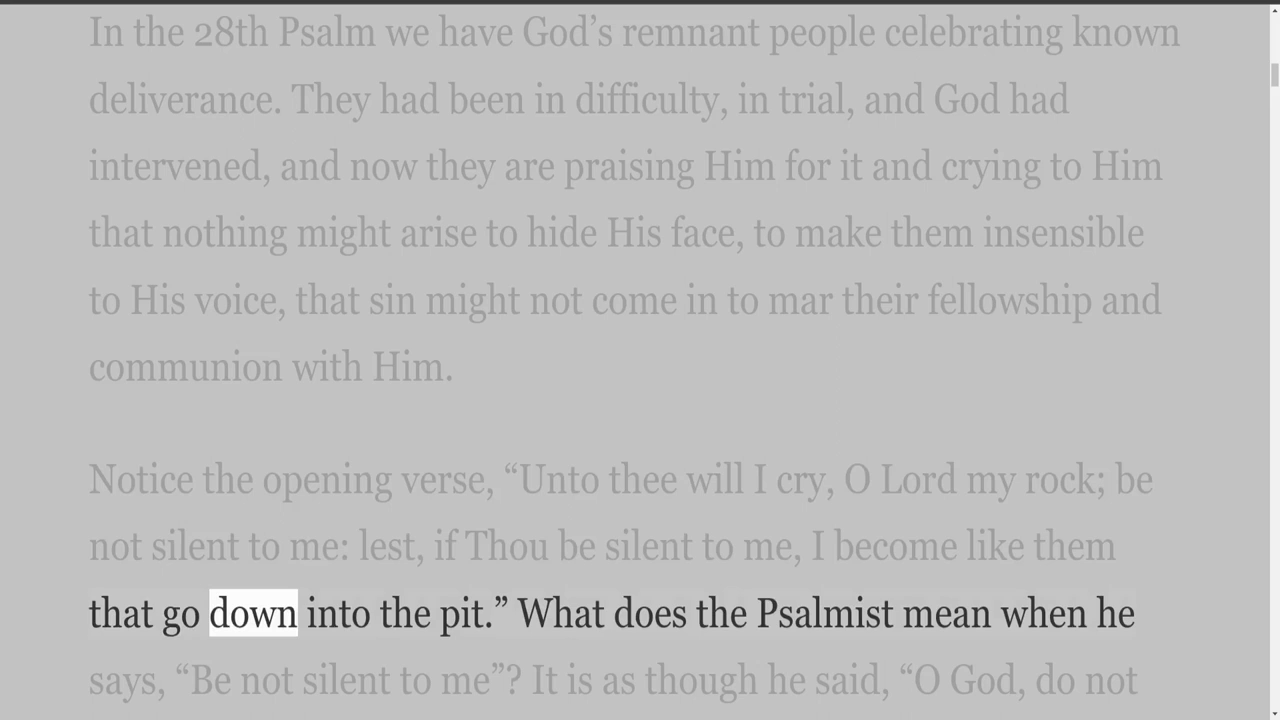 In the 28th Psalm we have God’s remnant people celebrating known
deliverance. They had been in difficulty, in trial, and God had
intervened, and now they are praising Him for it and crying to Him
that nothing might arise to hide His face, to make them insensible
to His voice, that sin might not come in to mar their fellowship and
communion with Him.
Notice the opening verse, “Unto thee will I cry, O Lord my rock; be
not silent to me: lest, if Thou be silent to me, I become like them
that go down into the pit.” What does the Psalmist mean when he
says, “Be not silent to me”? It is as though he said, “O God, do not